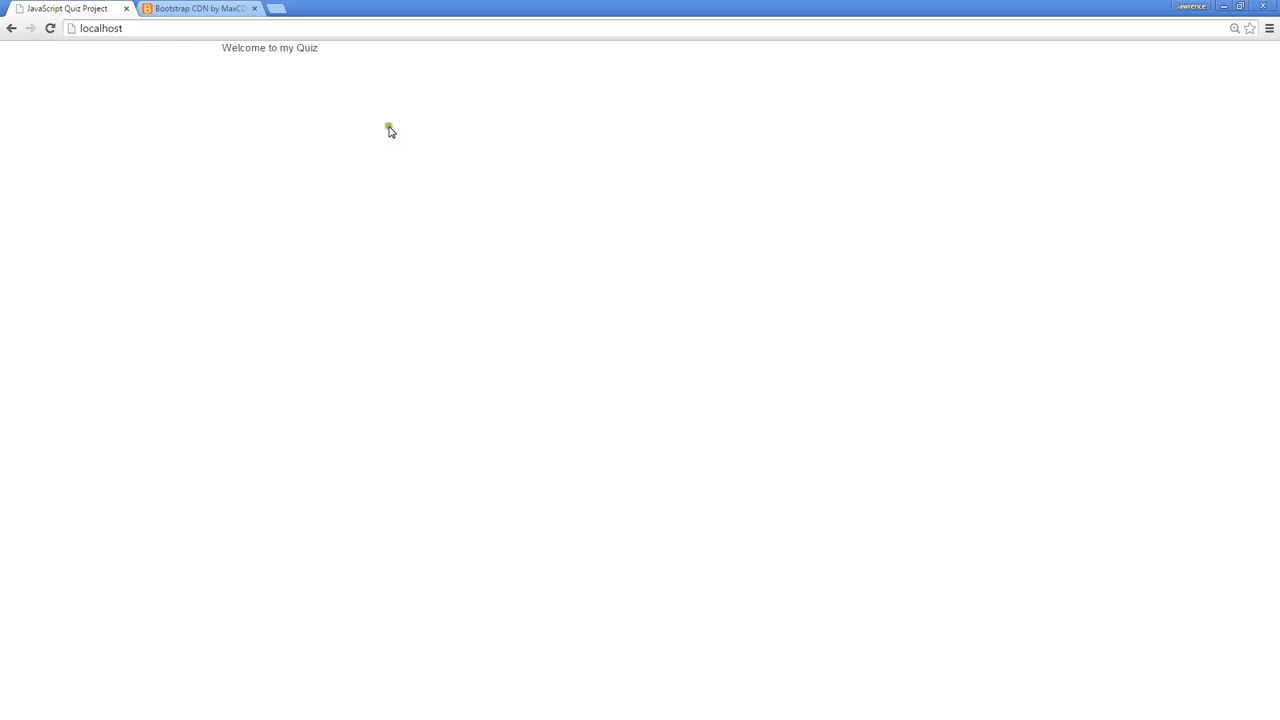 JavaScript Quiz Project
Bootstrap CDN by MaxCD
lawrence
localhost
Welcome to my Quiz